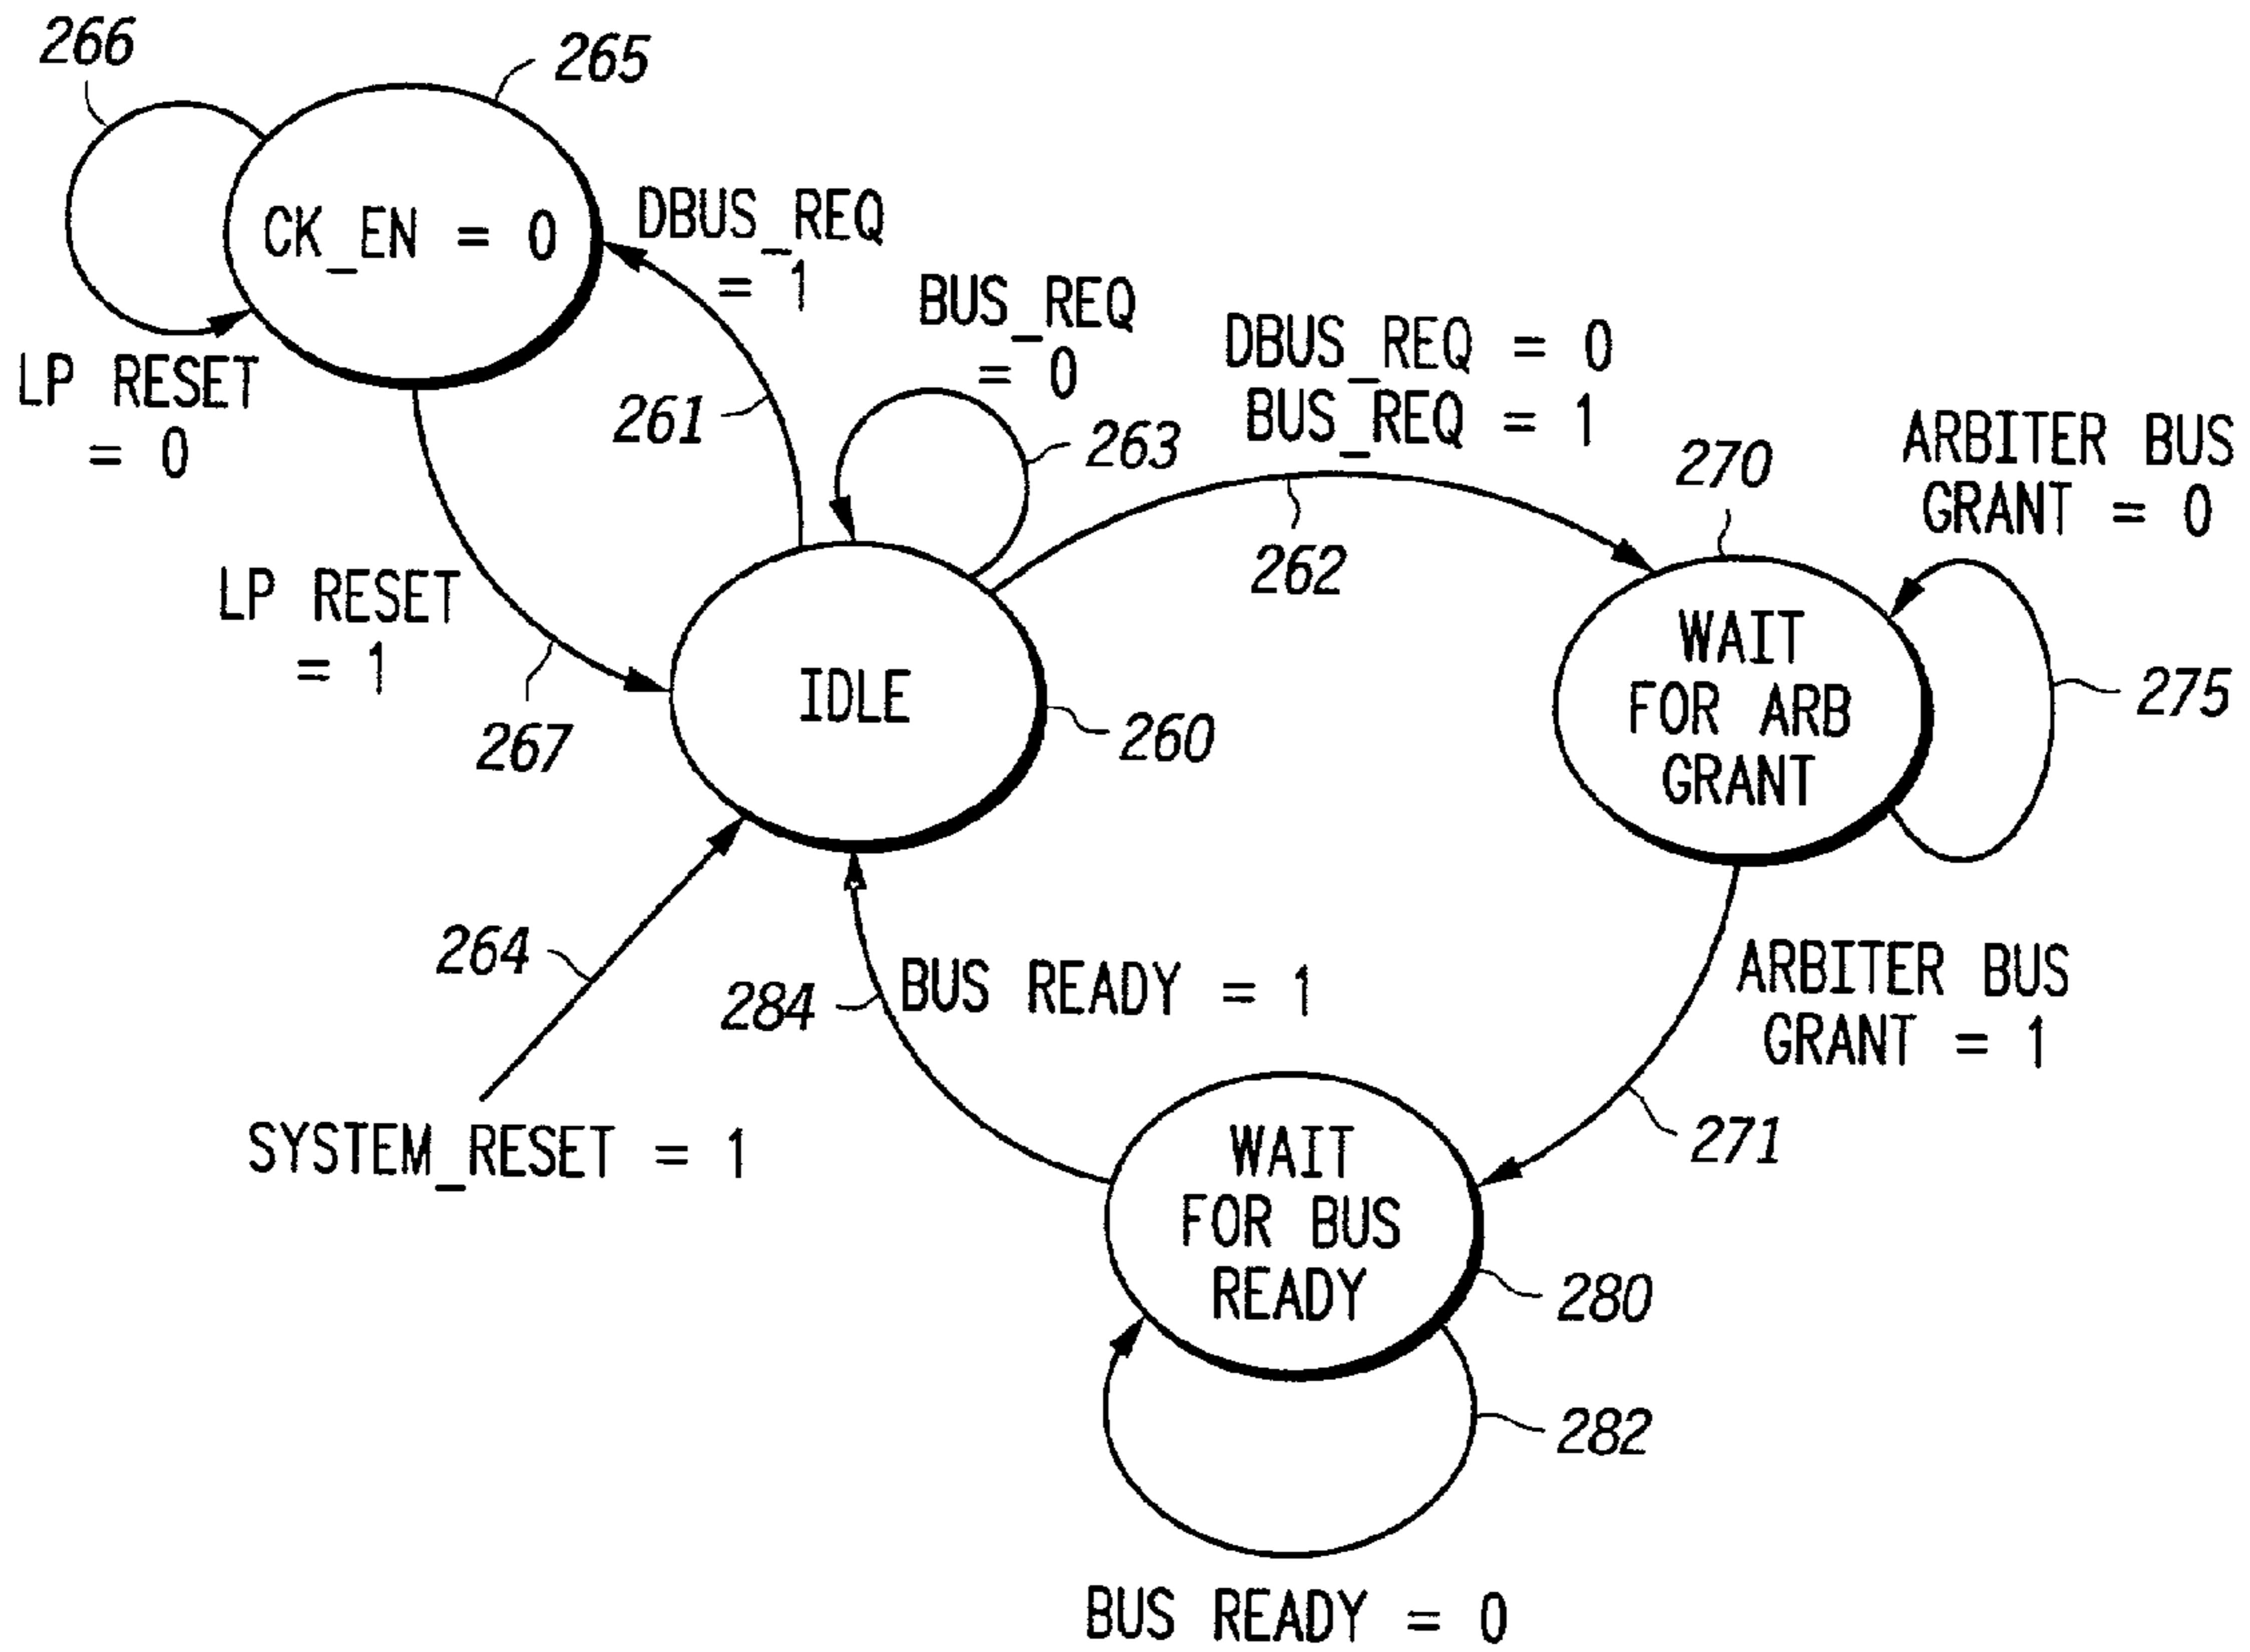 266
265
CK_EN = 0
DBUS_REQ
= 1
BUS_REQ
= 0
DBUS_REQ = 0
BUS_REQ = 1
LP RESET
= 0
261
263
262
270
ARBITER BUS
GRANT = 0
LP RESET
= 1
267
IDLE
260
WAIT
FOR ARB
GRANT
275
264
284
BUS READY = 1
ARBITER BUS
GRANT = 1
271
SYSTEM_RESET = 1
WAIT
FOR BUS
READY
280
282
BUS READY = 0